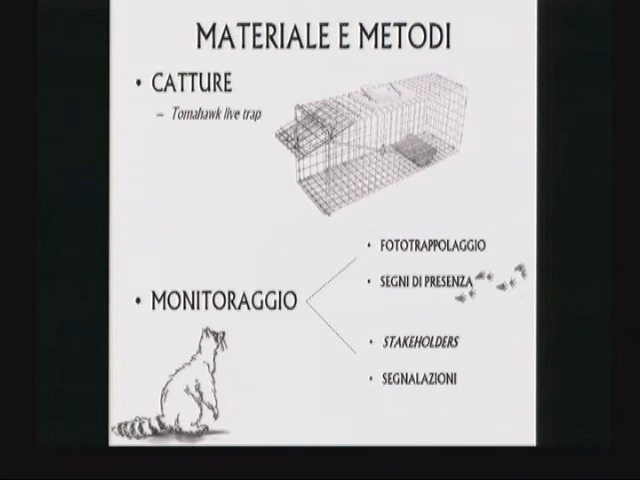 MATERIALE E METODI
• CATTURE
– Tomahawk live trap
• FOTOTRAPPOLAGGIO
• SEGNI DI PRESENZA
• MONITORAGGIO
• STAKEHOLDERS
• SEGNALAZIONI